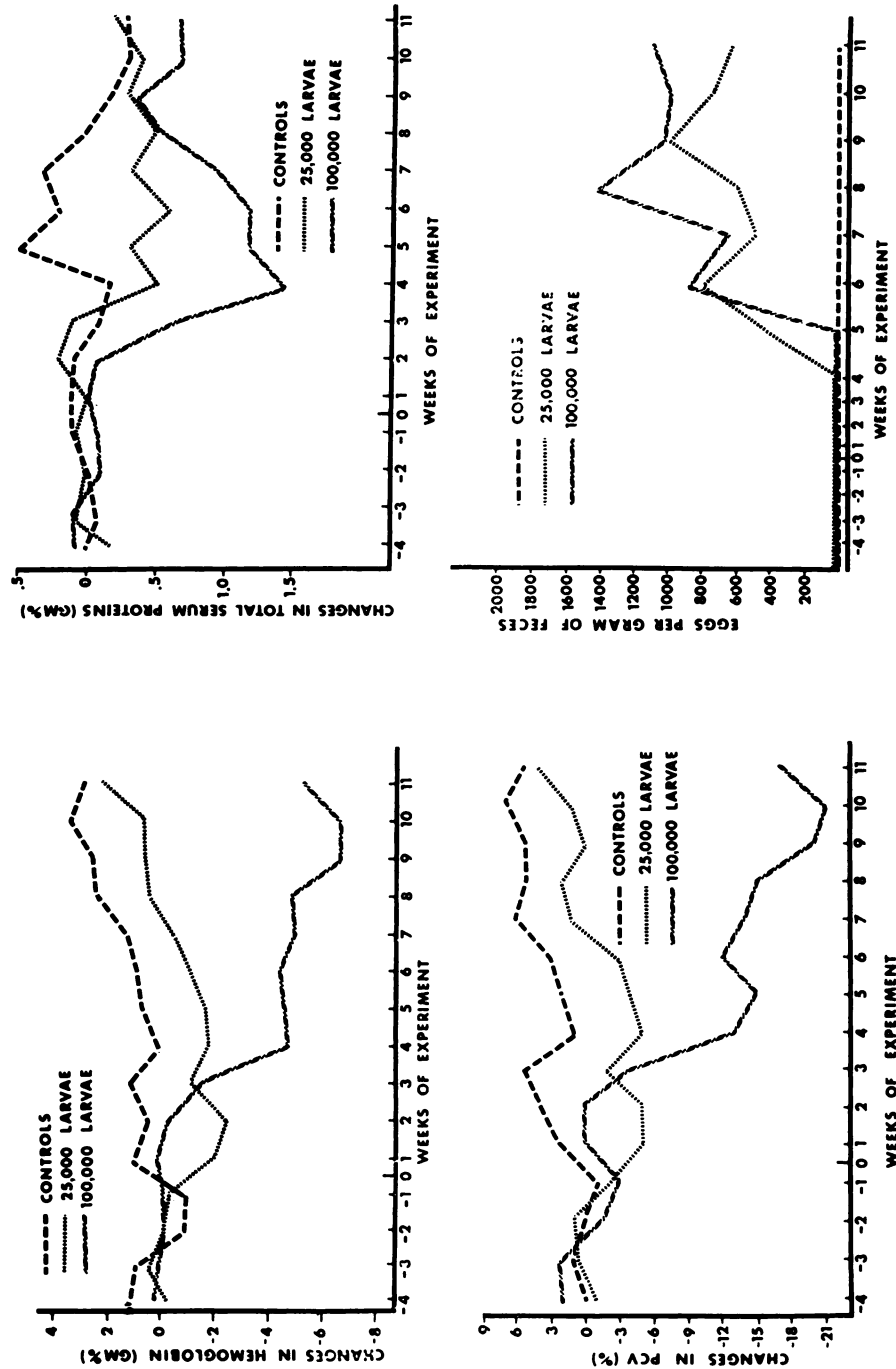 CHANGES IN HEMOGLOBIN (GM%)
4
2
0
-2
-4
-6
-8
CONTROLS
25,000 LARVAE
100,000 LARVAE
-4 -3 -2 -1 0 1 2 3 4 5 6 7 8 9 10 11
WEEKS OF EXPERIMENT
CHANGES IN TOTAL SERUM PROTEINS (GM%)
.5
0
.5
1.0
1.5
CONTROLS
25,000 LARVAE
100,000 LARVAE
-4 -3 -2 -1 0 1 2 3 4 5 6 7 8 9 10 11
WEEKS OF EXPERIMENT
CHANGES IN PCV (%)
9
6
3
0
-3
-6
-9
-12
-15
-18
-21
CONTROLS
25,000 LARVAE
100,000 LARVAE
-4 -3 -2 -1 0 1 2 3 4 5 6 7 8 9 10 11
WEEKS OF EXPERIMENT
EGGS PER GRAM OF FECES
2000
1800
1600
1400
1200
1000
800
600
400
200
CONTROLS
25,000 LARVAE
100,000 LARVAE
-4 -3 -2 -1 0 1 2 3 4 5 6 7 8 9 10 11
WEEKS OF EXPERIMENT